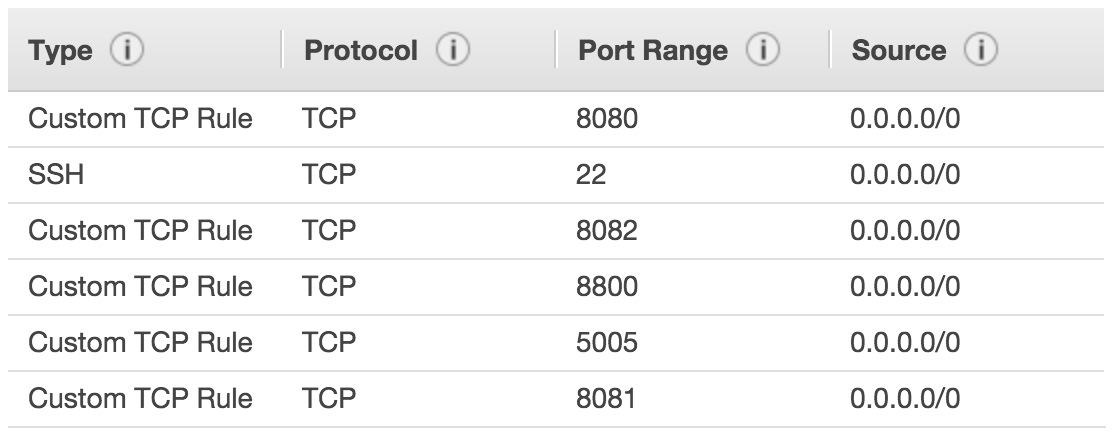 Type i Protocol i Port Range i Source i
Custom TCP Rule TCP 8080 0.0.0.0/0
SSH TCP 22 0.0.0.0/0
Custom TCP Rule TCP 8082 0.0.0.0/0
Custom TCP Rule TCP 8800 0.0.0.0/0
Custom TCP Rule TCP 5005 0.0.0.0/0
Custom TCP Rule TCP 8081 0.0.0.0/0